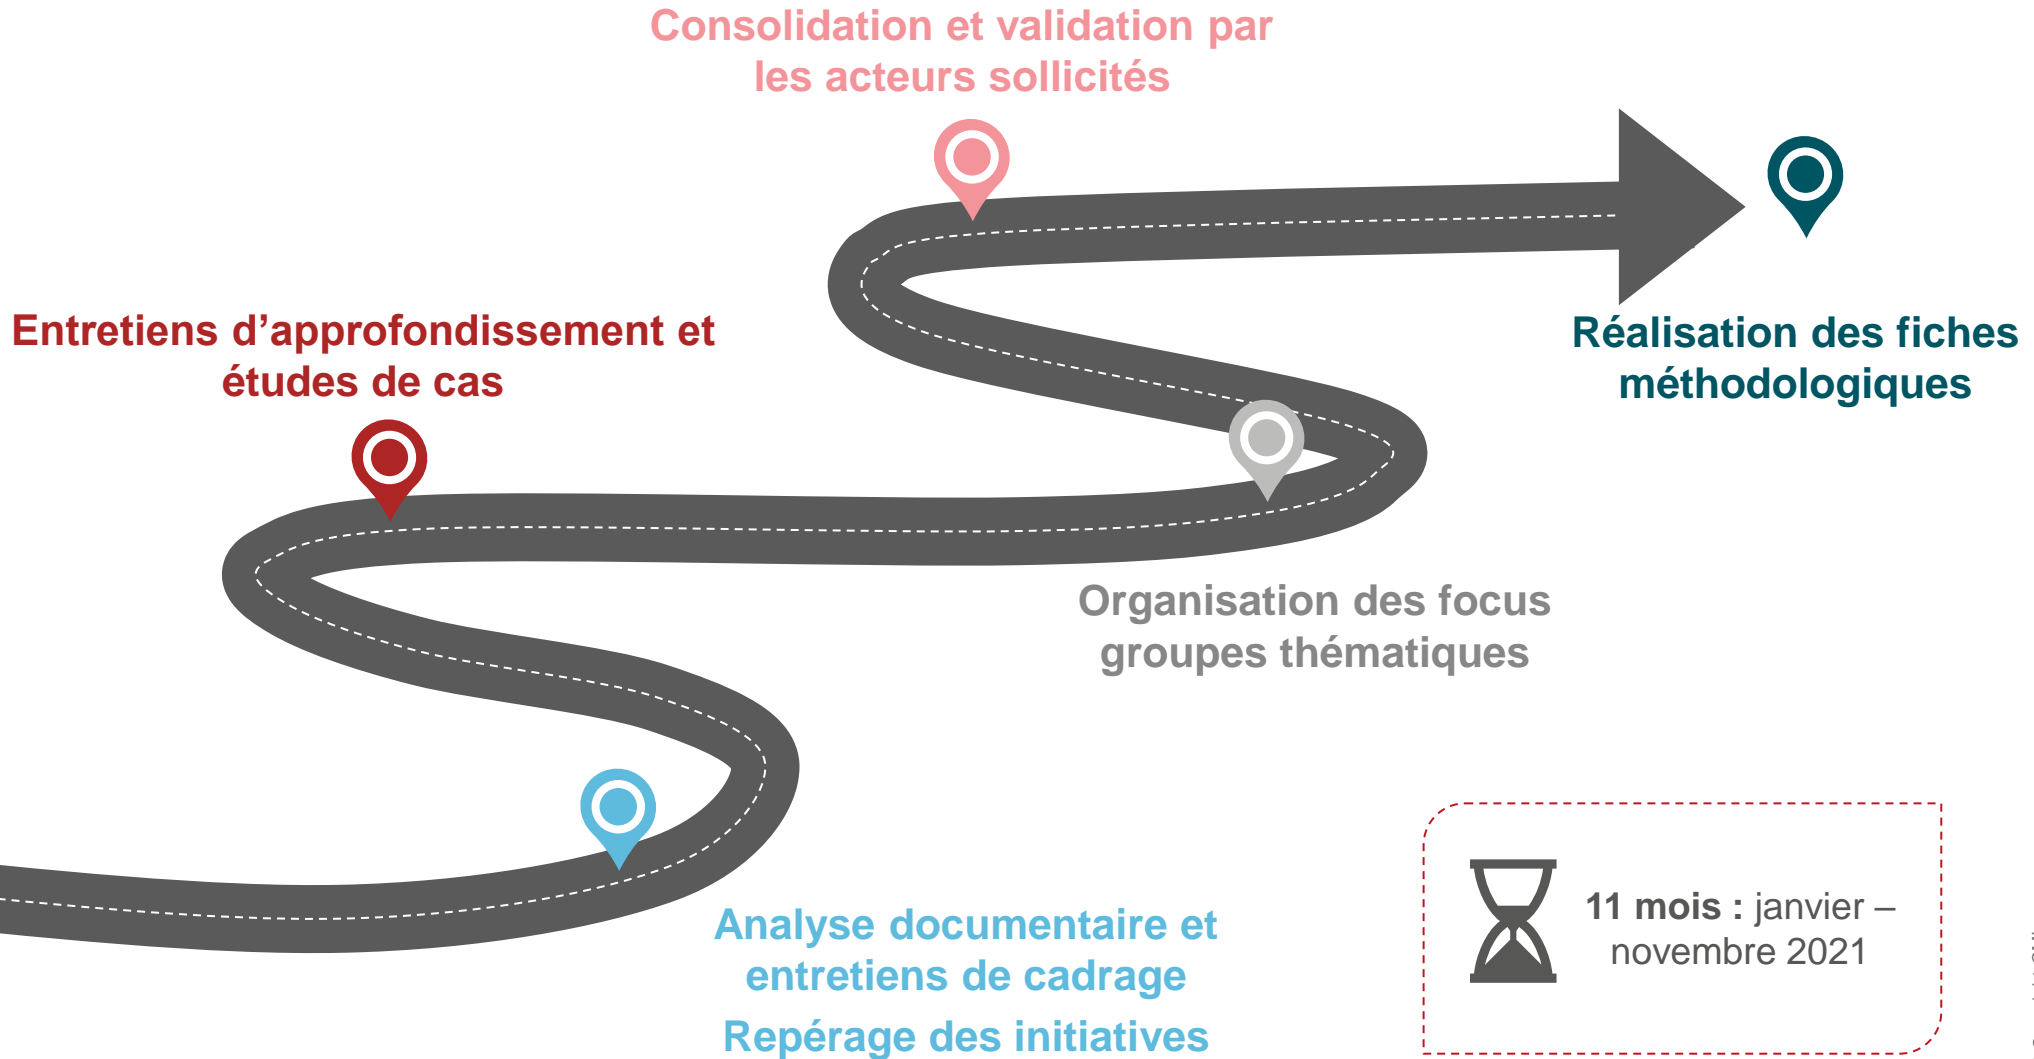 Consolidation et validation par
les acteurs sollicités
Entretiens d’approfondissement et
études de cas
Réalisation des fiches
méthodologiques
Organisation des focus
groupes thématiques
Analyse documentaire et
entretiens de cadrage
Repérage des initiatives
11 mois : janvier –
novembre 2021